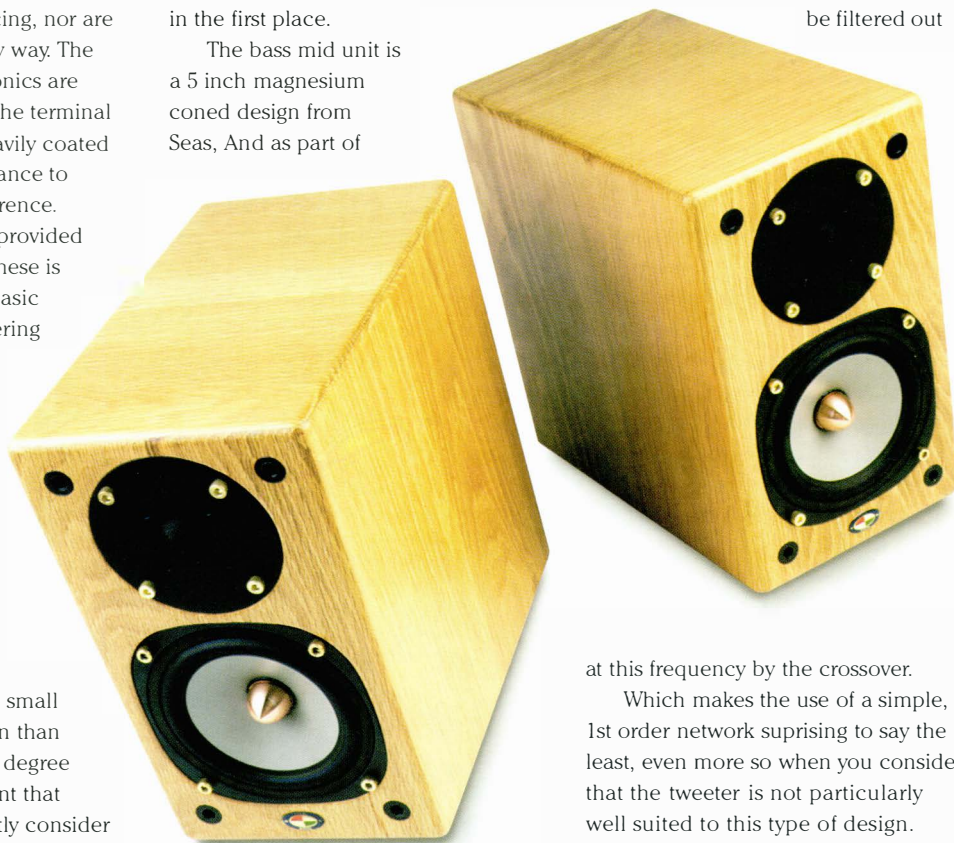 cing, nor are
y way. The
onics are
he terminal
avily coated
ance to
rence.
provided
hese is
asic
ering
small
n than
degree
nt that
tly consider
in the first place.
The bass mid unit is
a 5 inch magnesium
coned design from
Seas, And as part of
be filtered out
at this frequency by the crossover.
Which makes the use of a simple,
1st order network suprising to say the
least, even more so when you conside
that the tweeter is not particularly
well suited to this type of design.